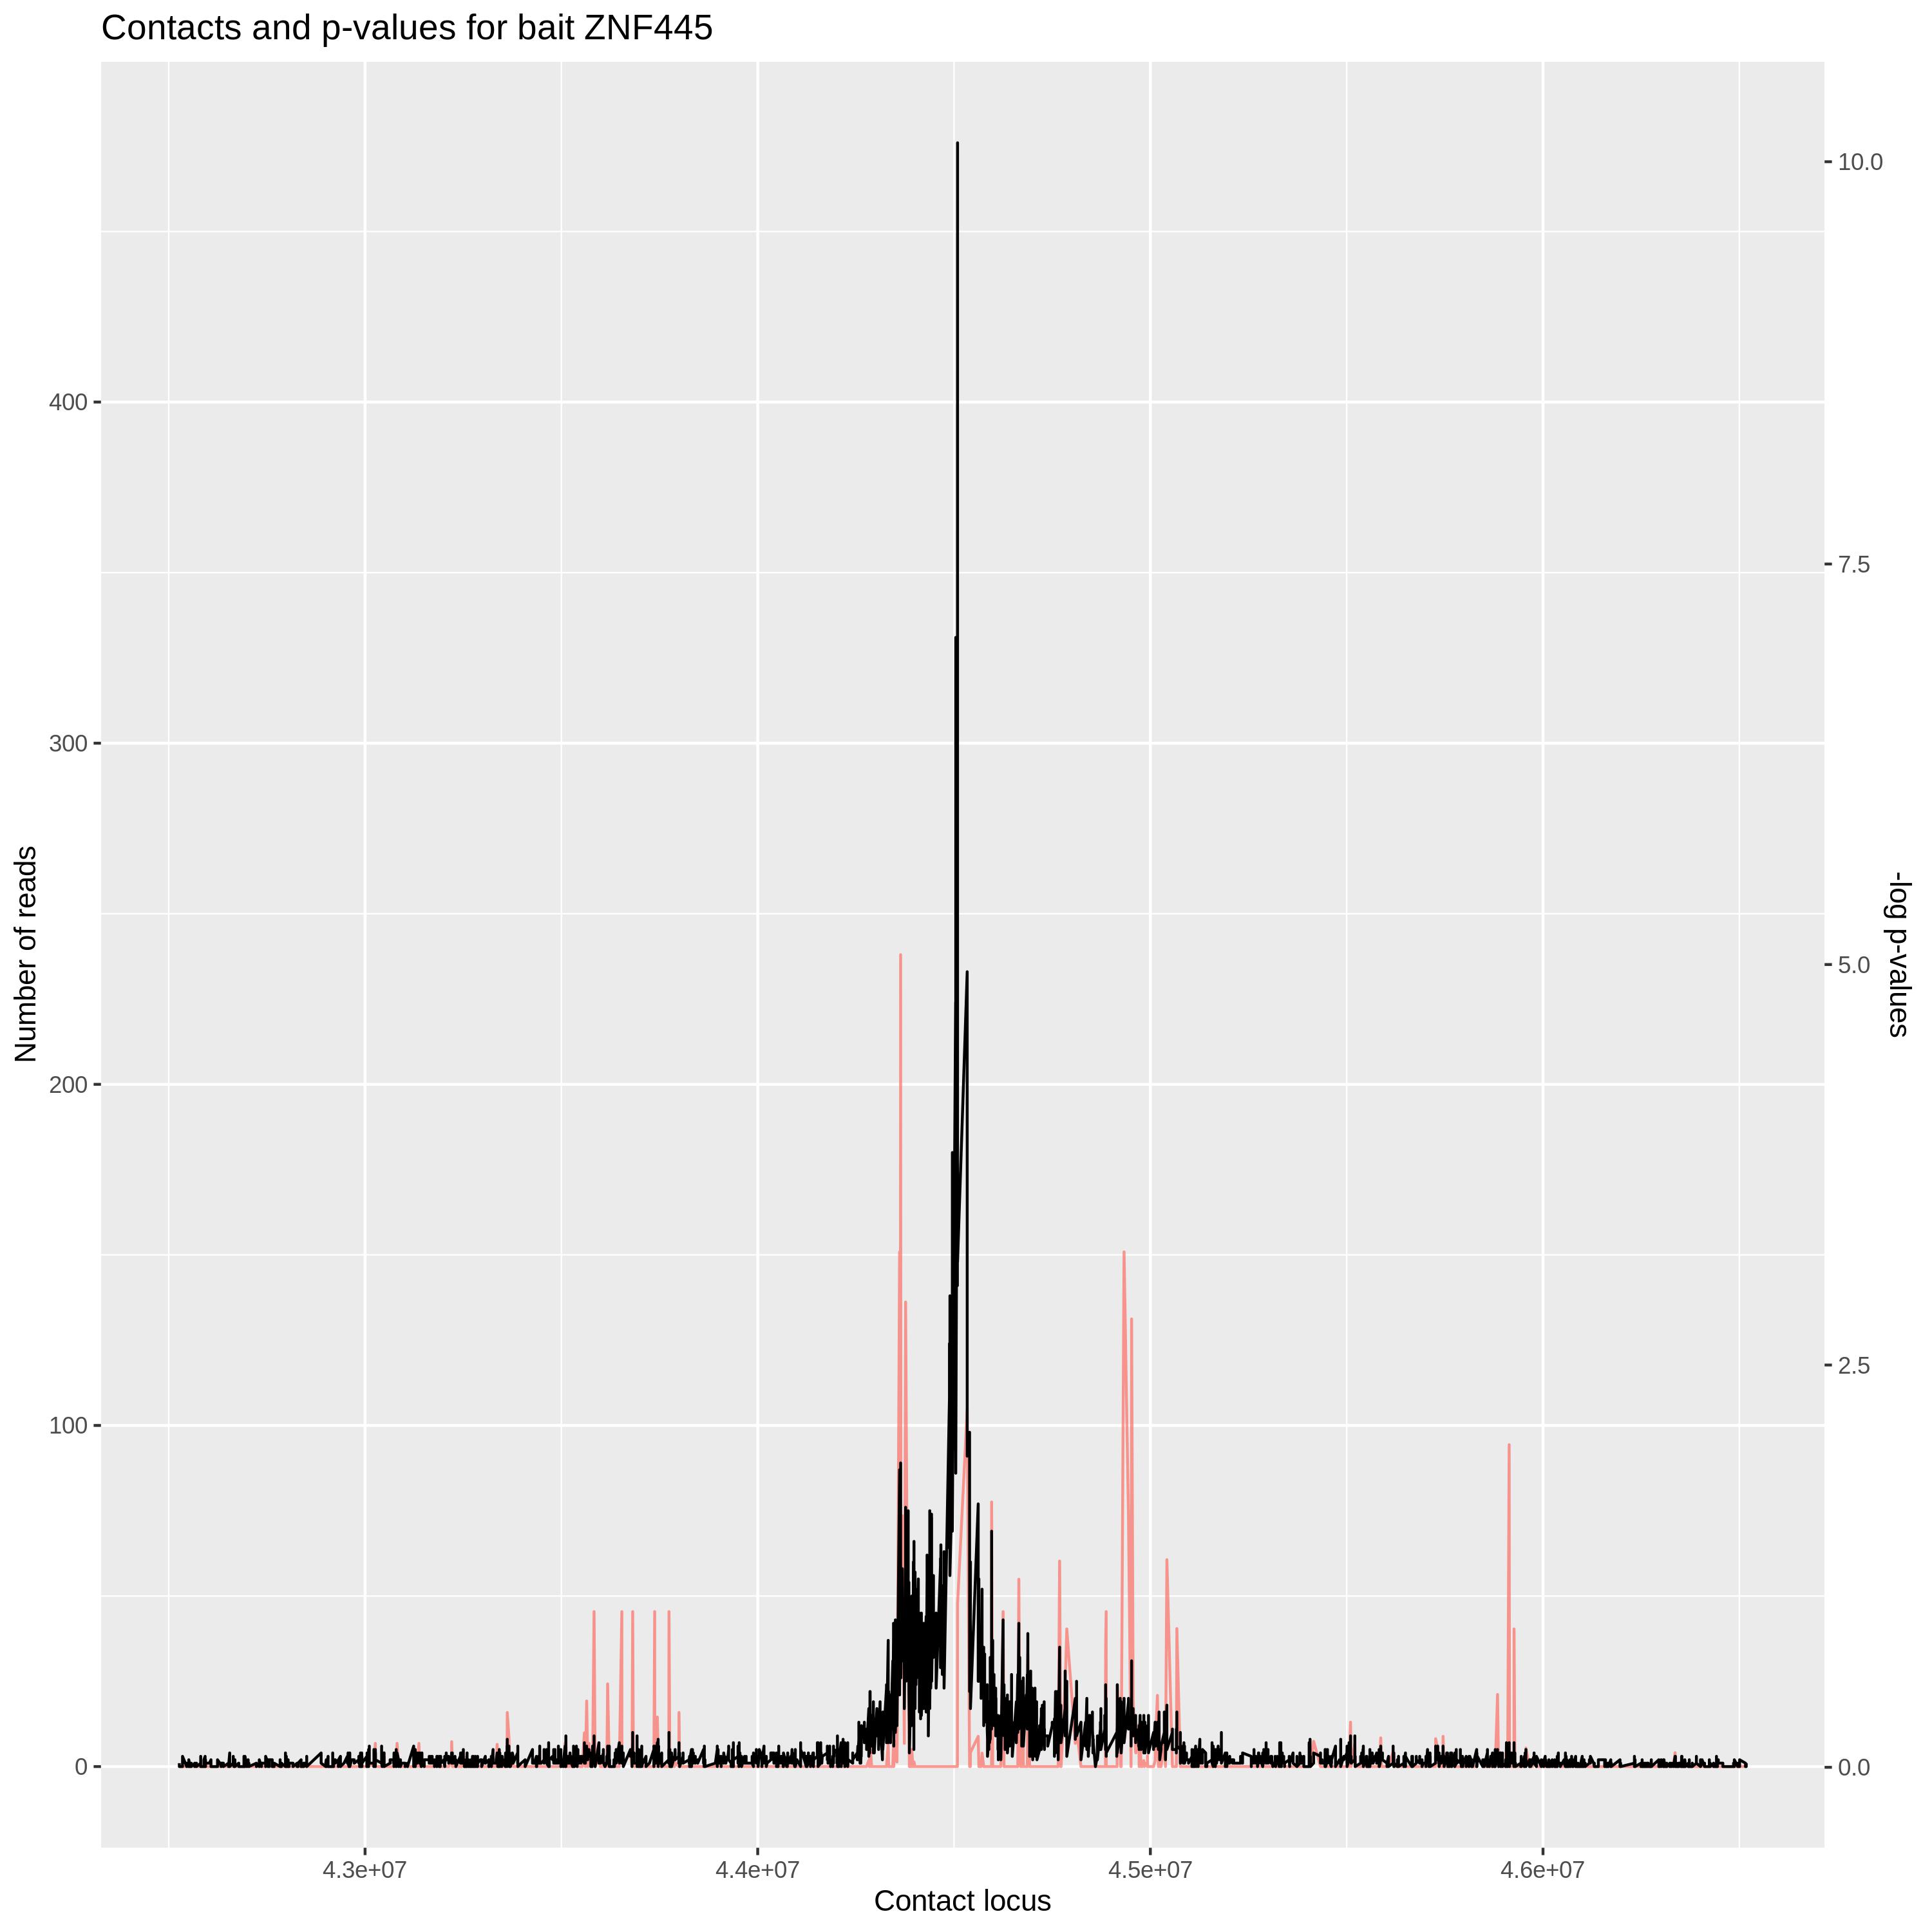 Contacts and p-values for bait ZNF445
Number of reads
400
300
200
100
0
10.0
7.5
5.0
2.5
0.0
-log p-values
4.3e+07
4.4e+07
4.5e+07
4.6e+07
Contact locus